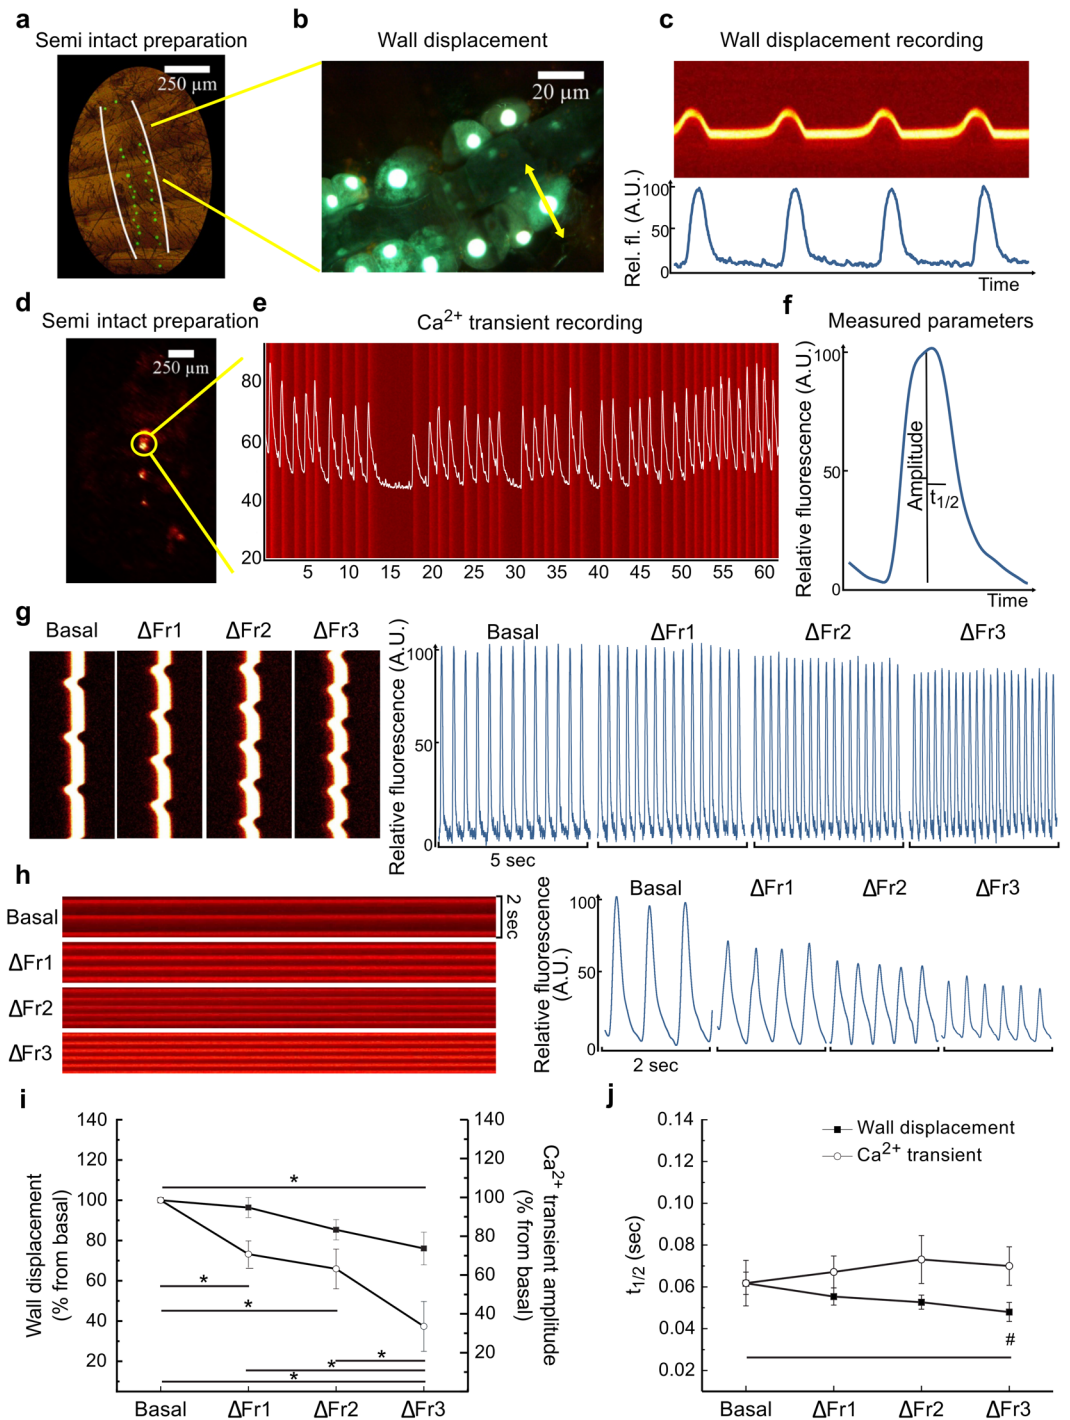 a
Semi intact preparation
250 µm
b
Wall displacement
20 µm
c
Wall displacement recording
Rel. fl. (A.U.)
100
50
0
Time
d
Semi intact preparation
250 µm
e
Ca2+ transient recording
80
60
40
20
5 10 15 20 25 30 35 40 45 50 55 60
f
Measured parameters
Relative fluorescence (A.U.)
100
50
0
Amplitude
t1/2
Time
g
Basal ΔFr1 ΔFr2 ΔFr3
Relative fluorescence (A.U.)
100
50
0
Basal ΔFr1 ΔFr2 ΔFr3
5 sec
h
Basal
ΔFr1
ΔFr2
ΔFr3
2 sec
Relative fluorescence
(A.U.)
100
50
0
Basal ΔFr1 ΔFr2 ΔFr3
2 sec
i
Wall displacement
(% from basal)
140
120
100
80
60
40
20
*
*
*
*
*
*
140
120
100
80
60
40
20
Ca2+ transient amplitude
(% from basal)
Basal ΔFr1 ΔFr2 ΔFr3
j
t1/2 (sec)
0.14
0.12
0.10
0.08
0.06
0.04
0.02
Wall displacement
Ca2+ transient
#
Basal ΔFr1 ΔFr2 ΔFr3